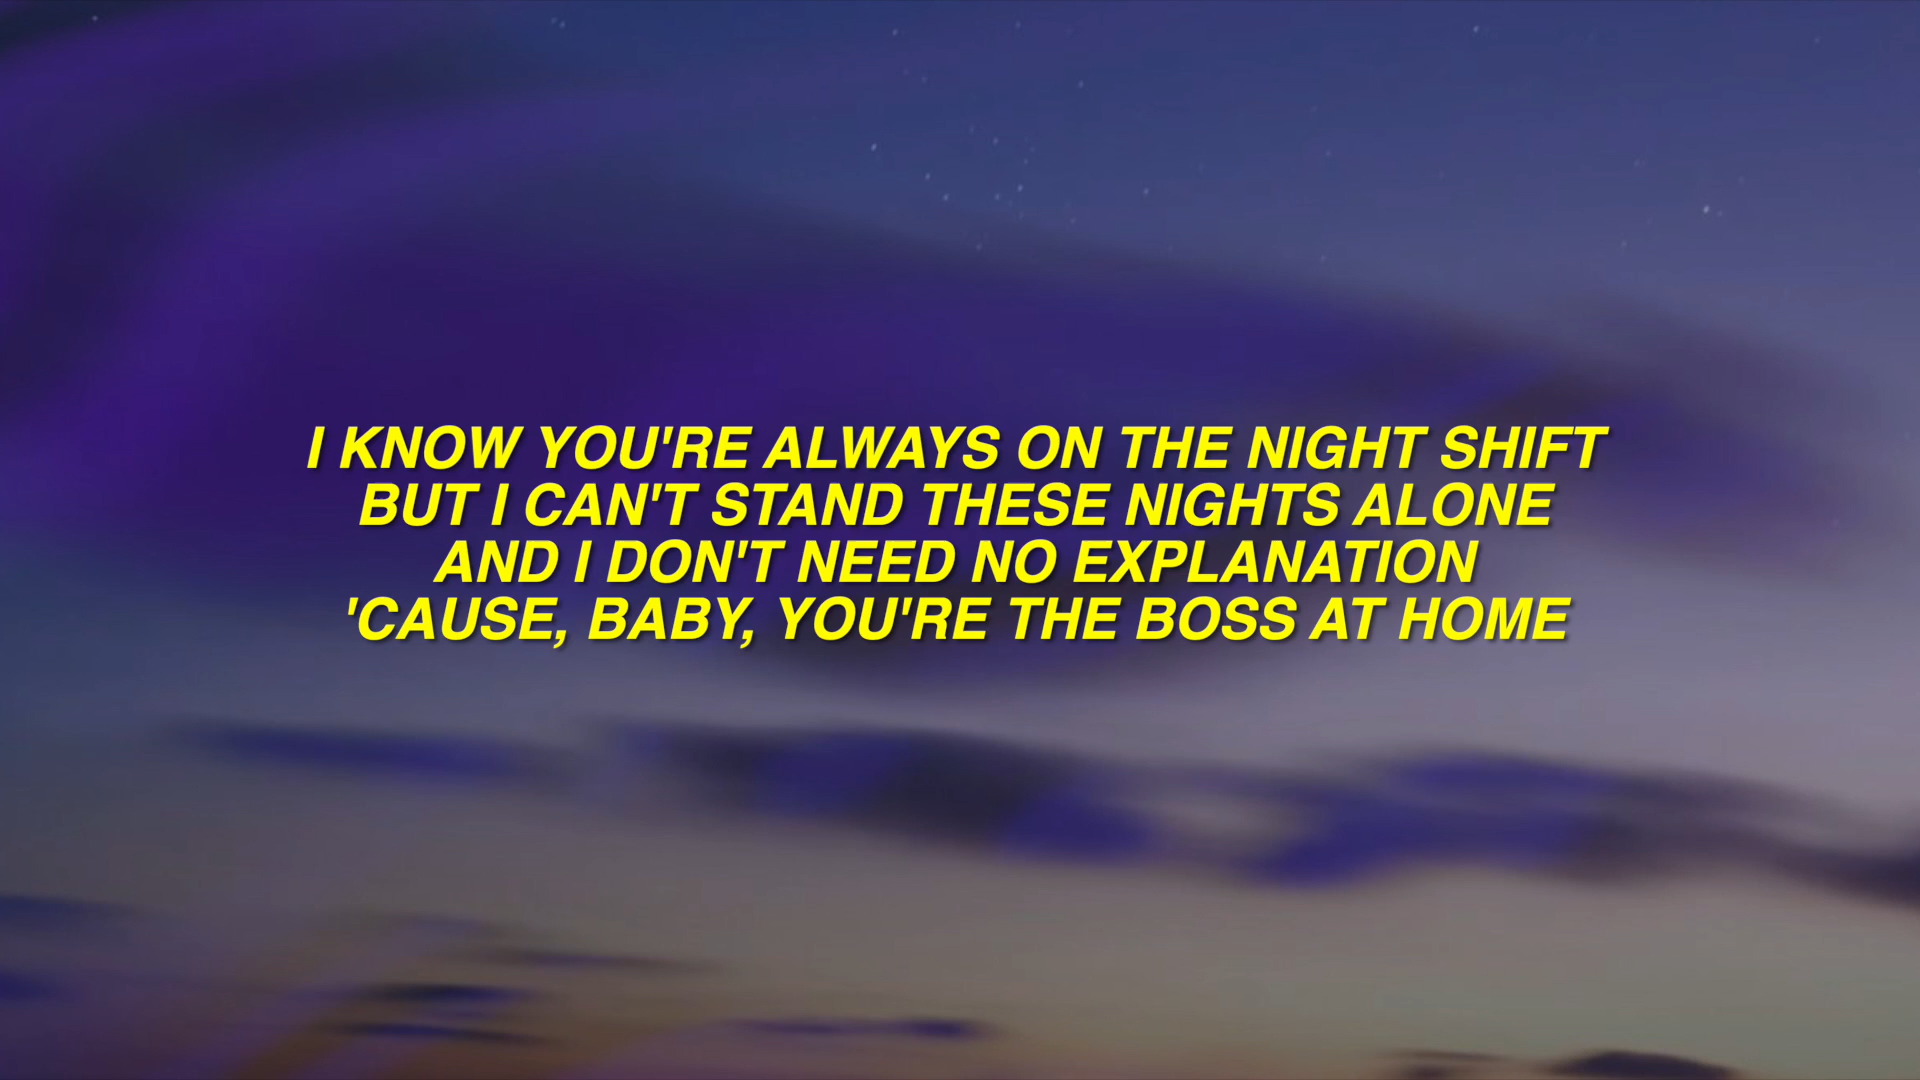 I KNOW YOU'RE ALWAYS ON THE NIGHT SHIFT
BUT I CAN'T STAND THESE NIGHTS ALONE
AND I DON'T NEED NO EXPLANATION
'CAUSE, BABY, YOU'RE THE BOSS AT HOME